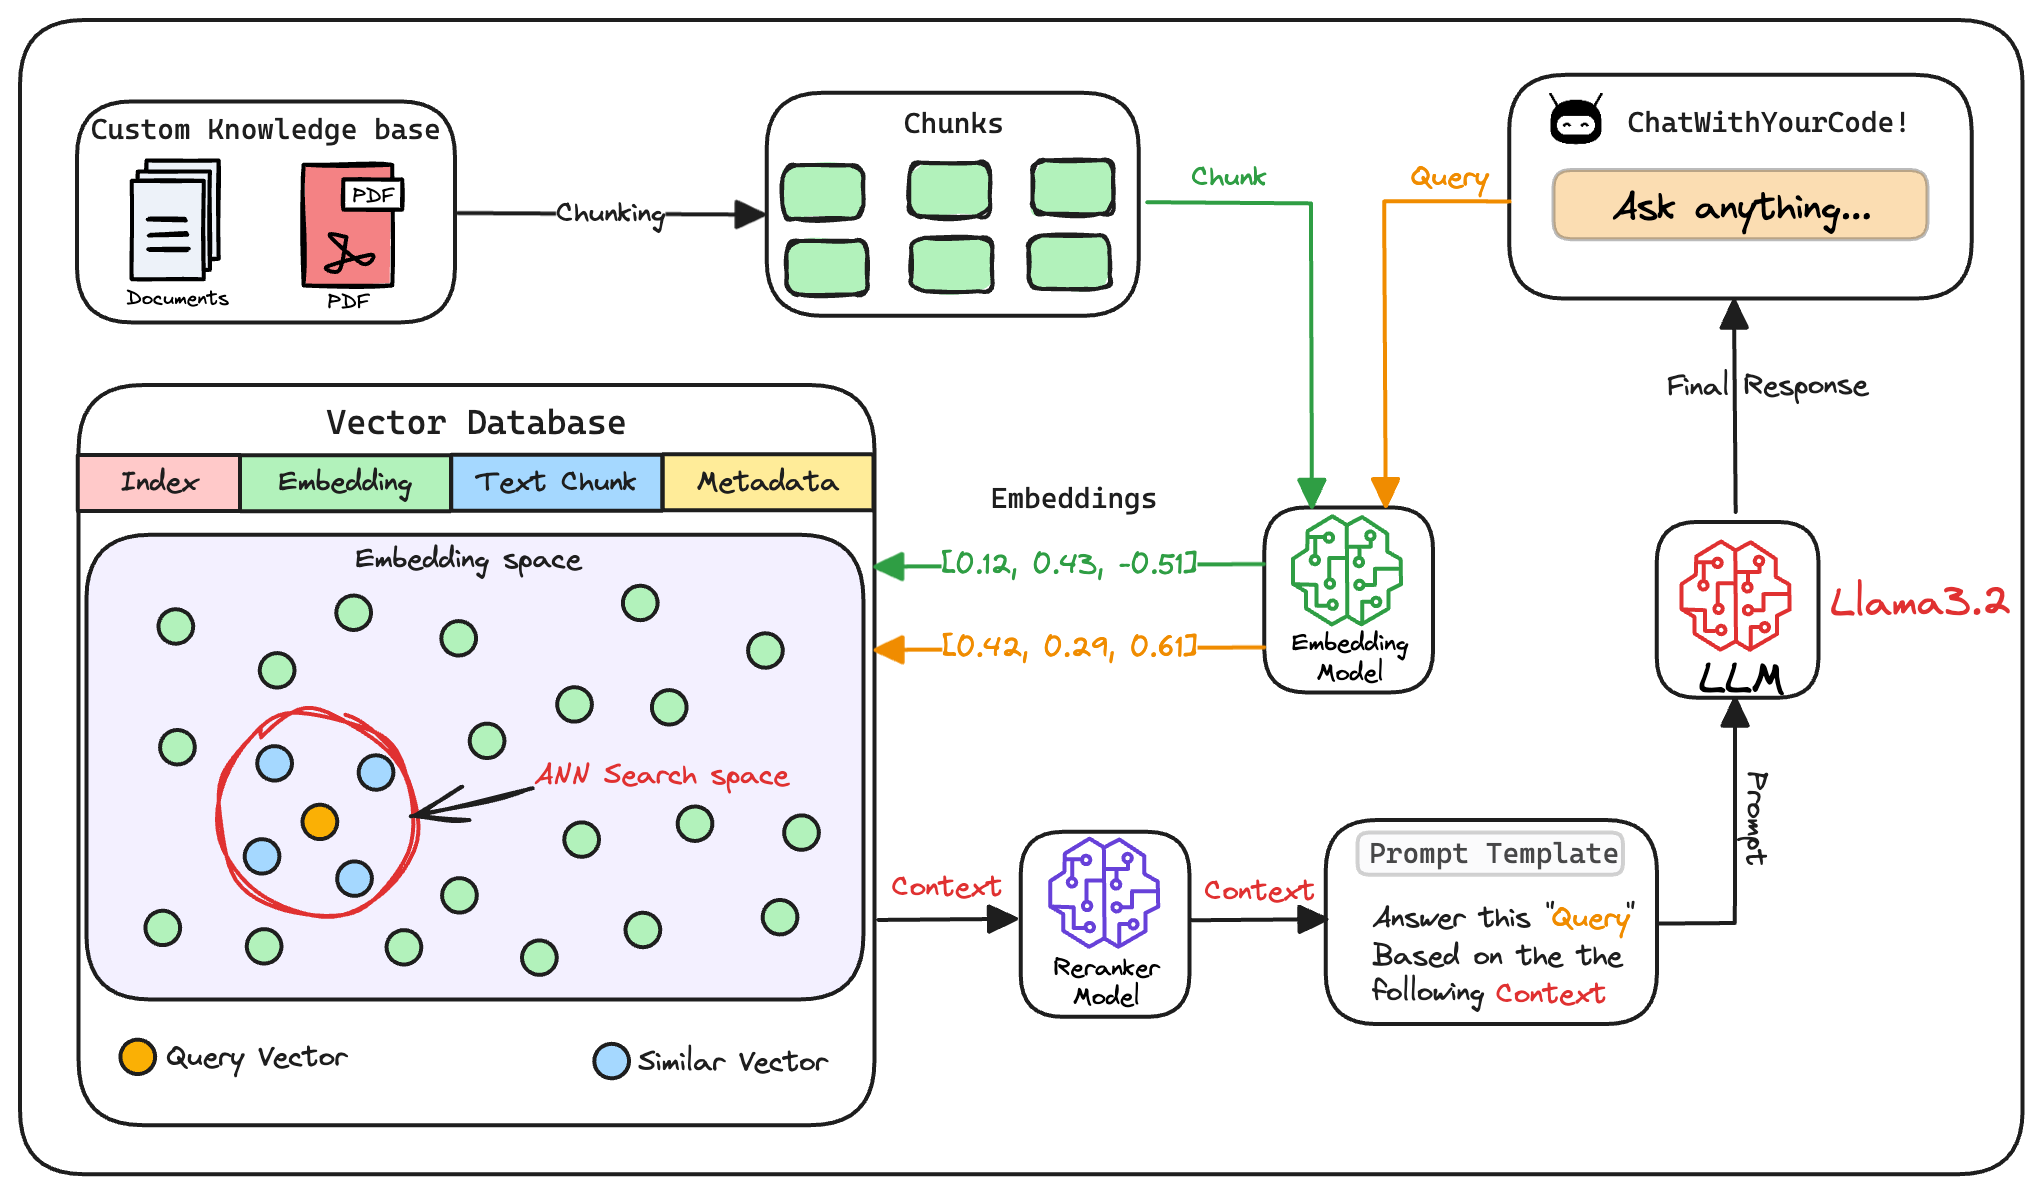 Custom Knowledge base
PDF
Documents
PDF
Chunking
Chunks
Chunk
Query
ChatWithYourCode!
Ask anything...
Final Response
Vector Database
Index
Embedding
Text Chunk
Metadata
Embedding space
ANN Search space
Query Vector
Similar Vector
Embeddings
[0.12, 0.43, -0.51]
[0.42, 0.29, 0.61]
Embedding
Model
Llama3.2
LLM
Context
Reranker
Model
Context
Prompt Template
Answer this "Query"
Based on the the
following Context
Prompt